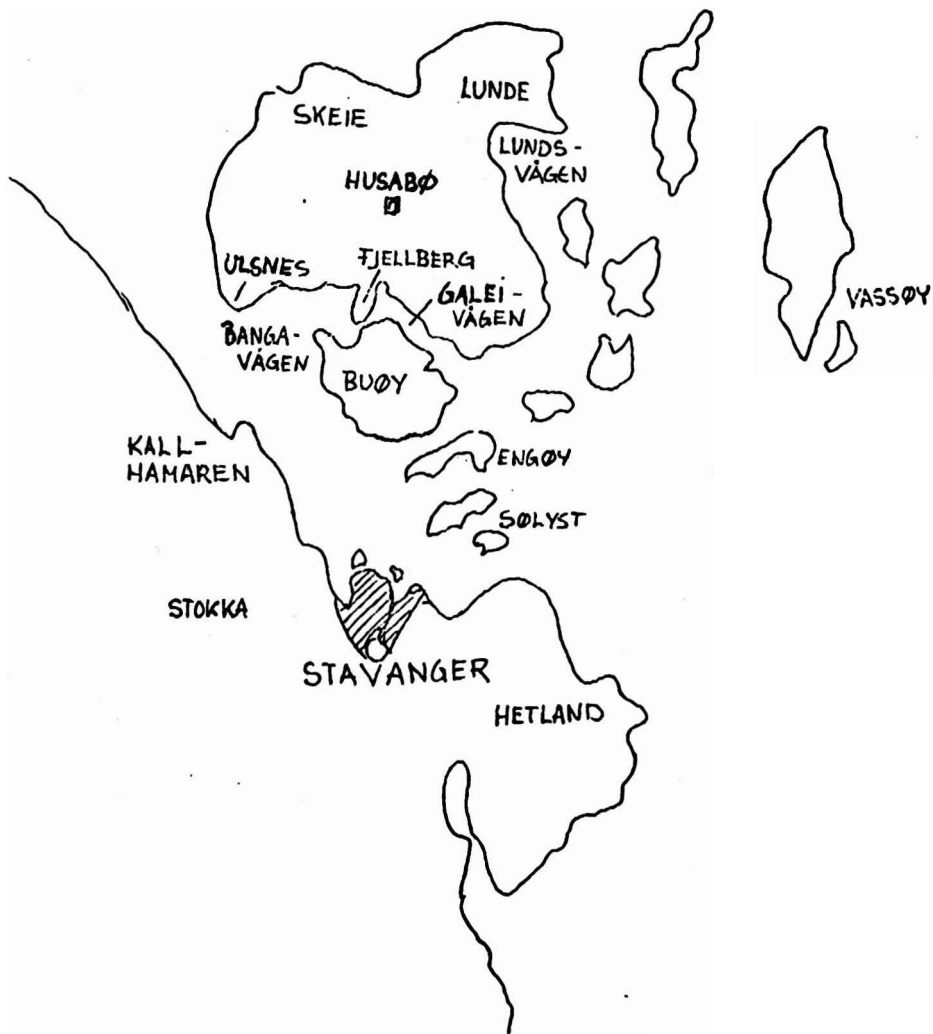 LUNDE
SKEIE
LUNDS-
VÅGEN
HUSABØ
FJELLBERG
ULSNES
GALEI-
VÅGEN
VASSØY
BANGA-
VÅGEN
BUØY
KALL-
HAMAREN
ENGØY
SØLYST
STOKKA
STAVANGER
HETLAND